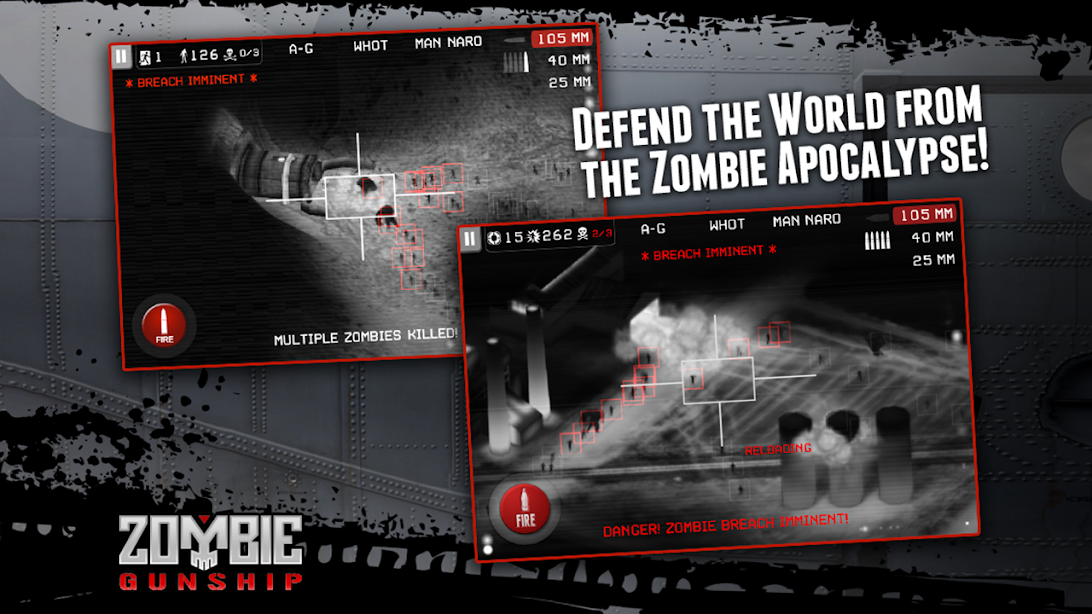 1 126 0/3 A-G WHOT MAN NARO 105 MM
40 MM
25 MM
* BREACH IMMINENT *
FIRE
MULTIPLE ZOMBIES KILLED!
DEFEND THE WORLD FROM
THE ZOMBIE APOCALYPSE!
15 262 2/3 A-G WHOT MAN NARO 105 MM
40 MM
25 MM
* BREACH IMMINENT *
RELOADING
FIRE
DANGER! ZOMBIE BREACH IMMINENT!
ZOMBIE
GUNSHIP